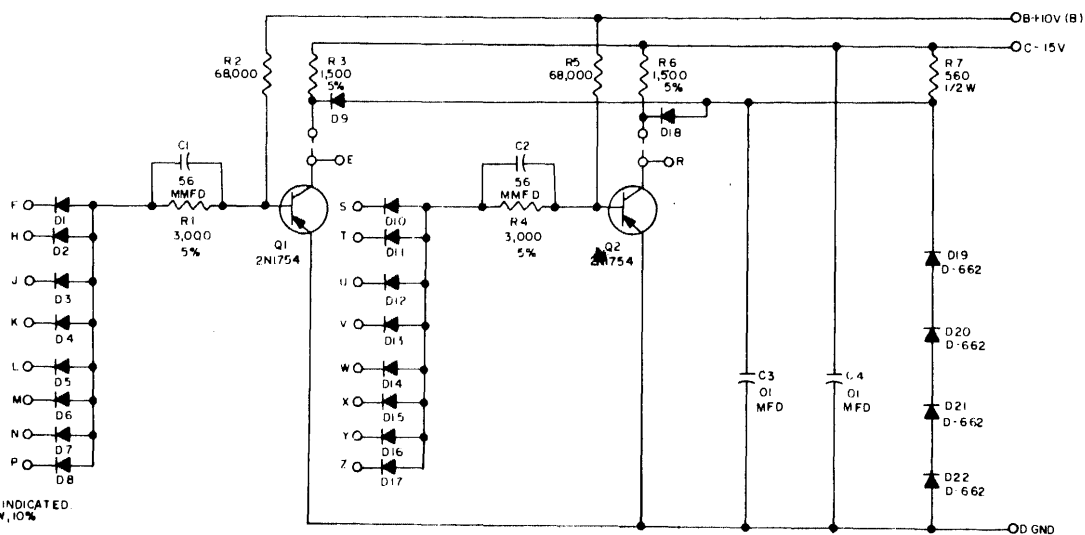 B+10V (B)
C-15V
R2
68,000
R3
1,500
5%
D9
R5
68,000
R6
1,500
5%
D18
R7
560
1/2 W
C1
56
MMFD
R1
3,000
5%
E
Q1
2N1754
C2
56
MMFD
R4
3,000
5%
R
Q2
2N1754
F
D1
H
D2
J
D3
K
D4
L
D5
M
D6
N
D7
P
D8
S
D10
T
D11
U
D12
V
D13
W
D14
X
D15
Y
D16
Z
D17
C3
.01
MFD
C4
.01
MFD
D19
D-662
D20
D-662
D21
D-662
D22
D-662
D GND
INDICATED
W, 10%